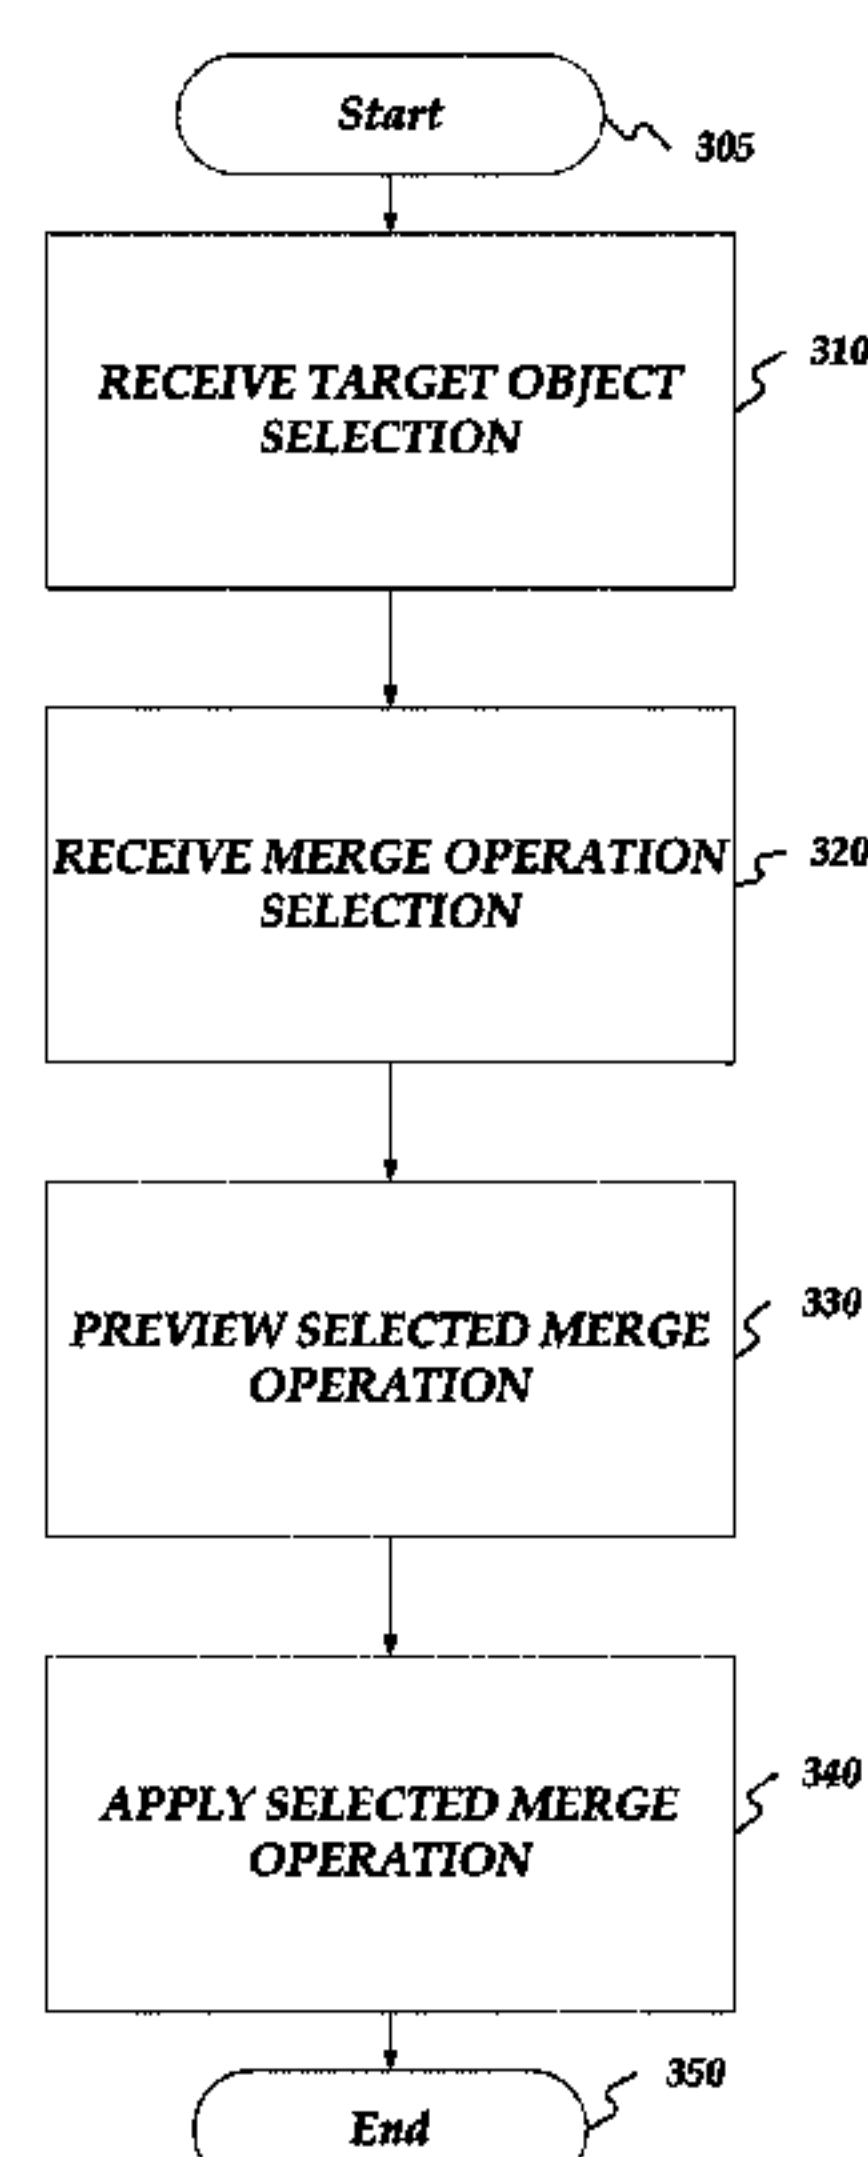 Start
305
RECEIVE TARGET OBJECT
SELECTION
310
RECEIVE MERGE OPERATION
SELECTION
320
PREVIEW SELECTED MERGE
OPERATION
330
APPLY SELECTED MERGE
OPERATION
340
End
350